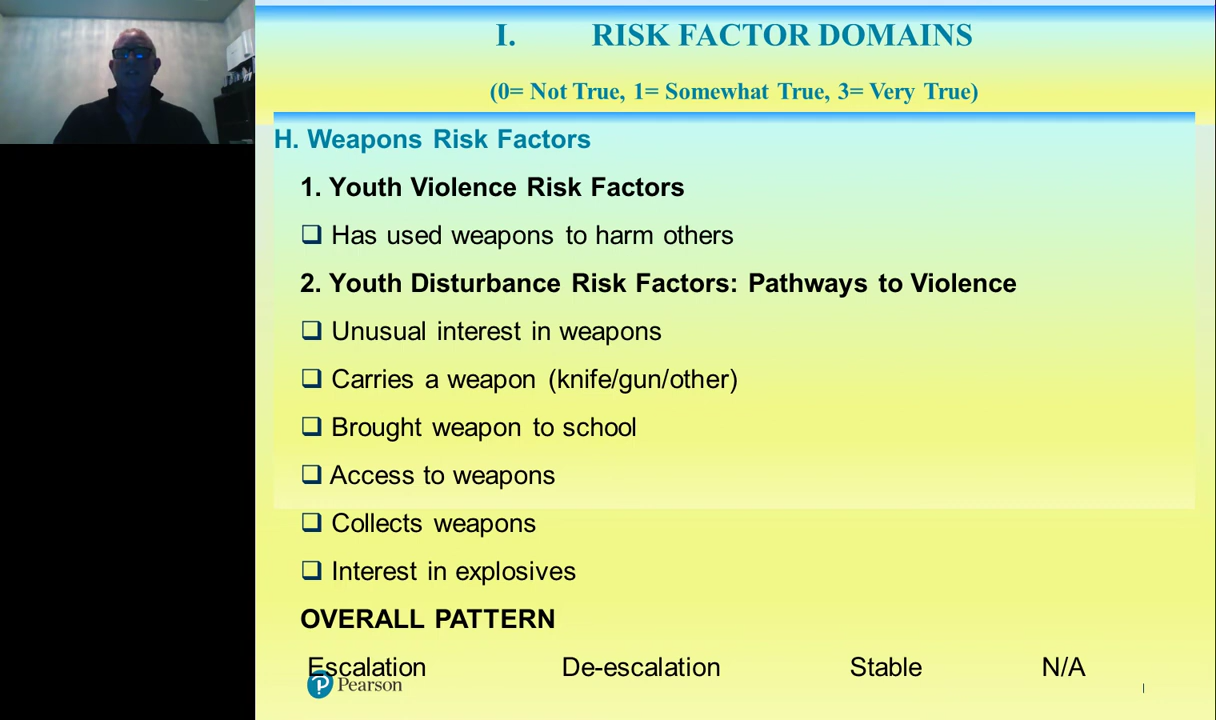 I. RISK FACTOR DOMAINS
(0= Not True, 1= Somewhat True, 3= Very True)
H. Weapons Risk Factors
1. Youth Violence Risk Factors
❑ Has used weapons to harm others
2. Youth Disturbance Risk Factors: Pathways to Violence
❑ Unusual interest in weapons
❑ Carries a weapon (knife/gun/other)
❑ Brought weapon to school
❑ Access to weapons
❑ Collects weapons
❑ Interest in explosives
OVERALL PATTERN
Escalation De-escalation Stable N/A
P Pearson
l